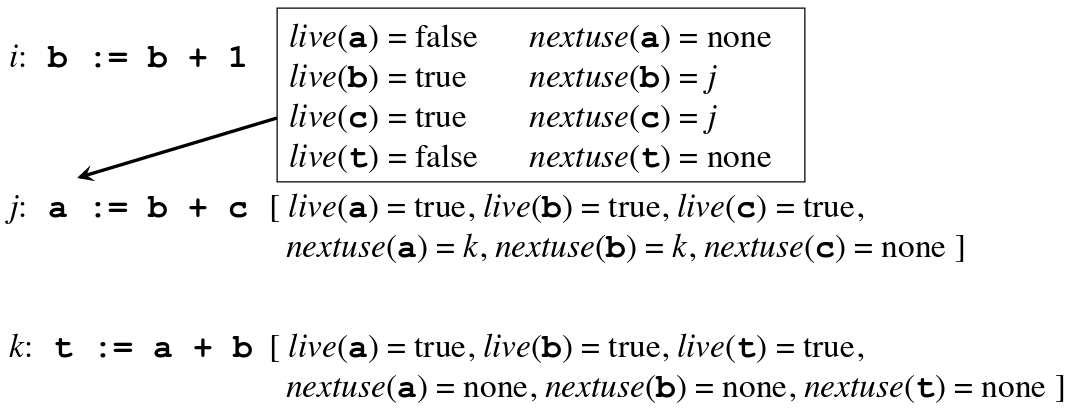 live(a) = false nextuse(a) = none
i: b := b + 1
live(b) = true nextuse(b) = j
live(c) = true nextuse(c) = j
live(t) = false nextuse(t) = none
j: a := b + c [ live(a) = true, live(b) = true, live(c) = true,
nextuse(a) = k, nextuse(b) = k, nextuse(c) = none ]
k: t := a + b [ live(a) = true, live(b) = true, live(t) = true,
nextuse(a) = none, nextuse(b) = none, nextuse(t) = none ]